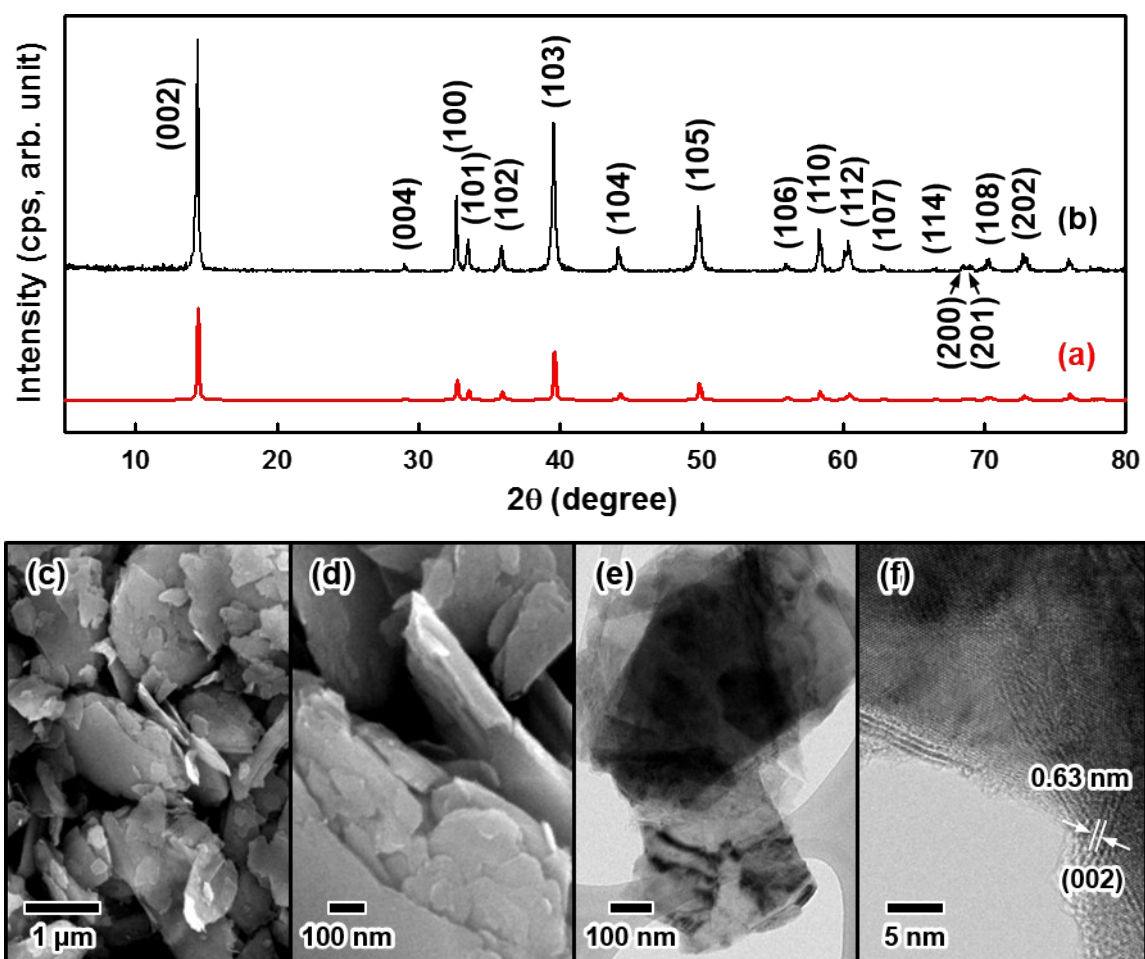 Intensity (cps, arb. unit)
(002)
(004)
(100)
(101)
(102)
(103)
(104)
(105)
(106)
(110)
(112)
(107)
(114)
(200)
(201)
(108)
(202)
(b)
(a)
10 20 30 40 50 60 70 80
2θ (degree)
(c)
1 μm
(d)
100 nm
(e)
100 nm
(f)
0.63 nm
(002)
5 nm